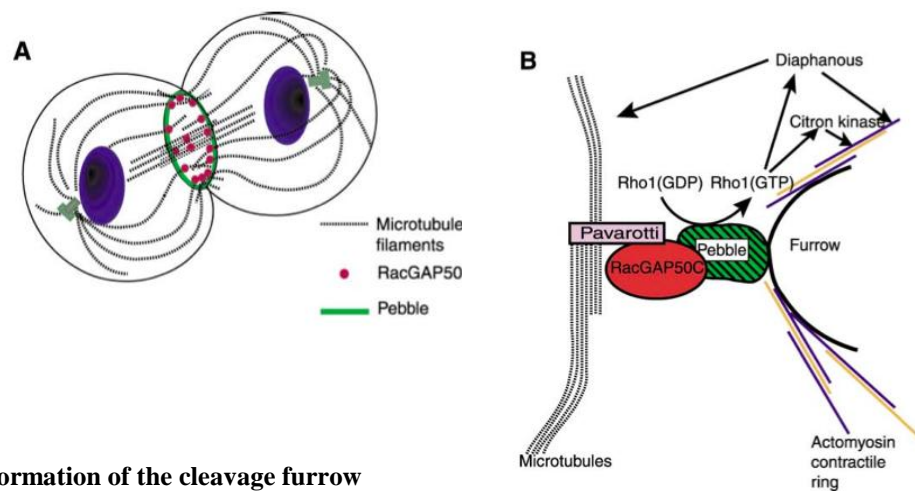 A
Microtubule
filaments
RacGAP50
Pebble
B
Diaphanous
Citron kinase
Rho1(GDP) Rho1(GTP)
Pavarotti
Pebble
Furrow
RacGAP50C
Actomyosin
contractile
ring
Microtubules
ormation of the cleavage furrow